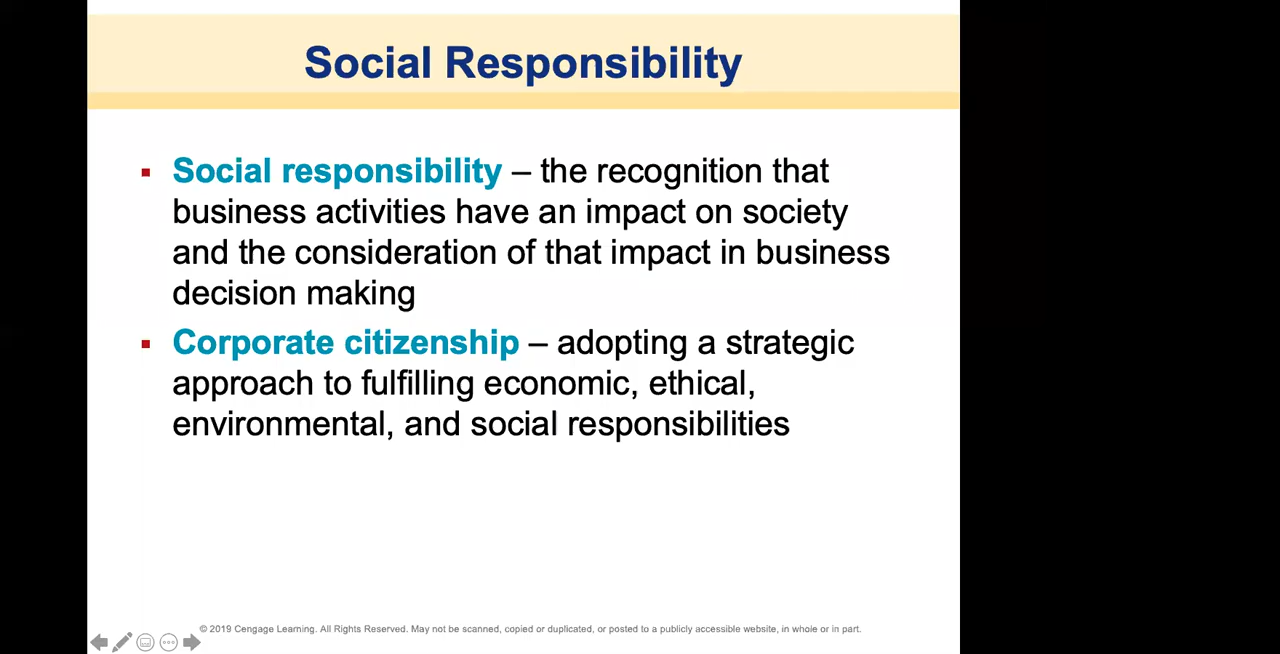 Social Responsibility
▪ Social responsibility – the recognition that
business activities have an impact on society
and the consideration of that impact in business
decision making
▪ Corporate citizenship – adopting a strategic
approach to fulfilling economic, ethical,
environmental, and social responsibilities
© 2019 Cengage Learning. All Rights Reserved. May not be scanned, copied or duplicated, or posted to a publicly accessible website, in whole or in part.